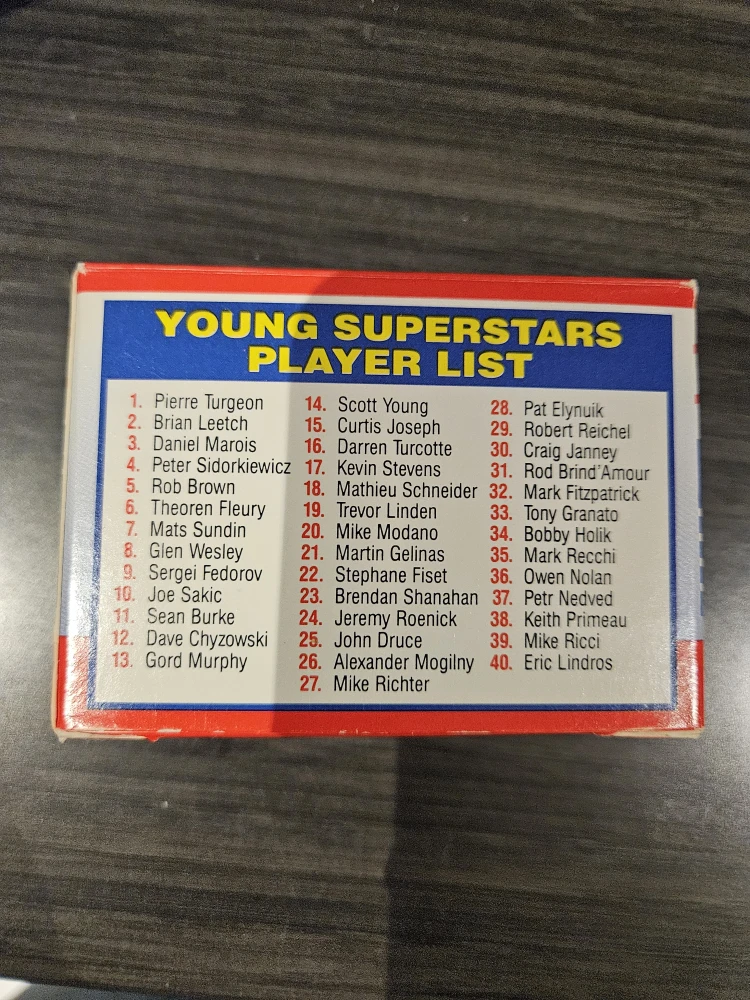 YOUNG SUPERSTARS
PLAYER LIST
1. Pierre Turgeon
2. Brian Leetch
3. Daniel Marois
4. Peter Sidorkiewicz
5. Rob Brown
6. Theoren Fleury
7. Mats Sundin
8. Glen Wesley
9. Sergei Fedorov
10. Joe Sakic
11. Sean Burke
12. Dave Chyzowski
13. Gord Murphy
14. Scott Young
15. Curtis Joseph
16. Darren Turcotte
17. Kevin Stevens
18. Mathieu Schneider
19. Trevor Linden
20. Mike Modano
21. Martin Gelinas
22. Stephane Fiset
23. Brendan Shanahan
24. Jeremy Roenick
25. John Druce
26. Alexander Mogilny
27. Mike Richter
28. Pat Elynuik
29. Robert Reichel
30. Craig Janney
31. Rod Brind'Amour
32. Mark Fitzpatrick
33. Tony Granato
34. Bobby Holik
35. Mark Recchi
36. Owen Nolan
37. Petr Nedved
38. Keith Primeau
39. Mike Ricci
40. Eric Lindros